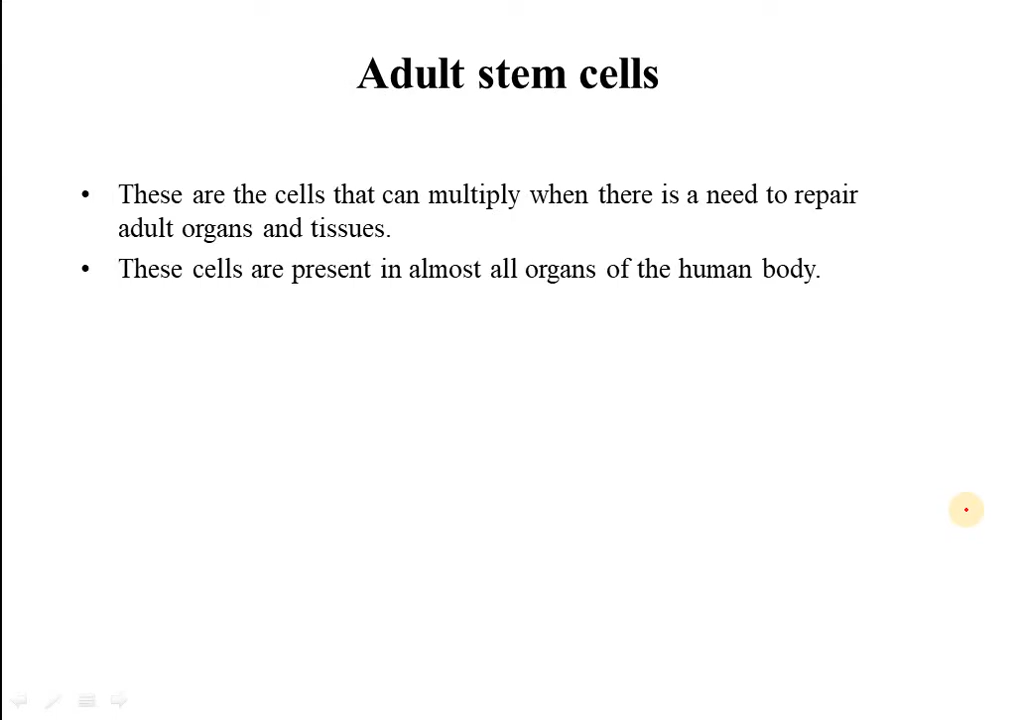 Adult stem cells
• These are the cells that can multiply when there is a need to repair
adult organs and tissues.
• These cells are present in almost all organs of the human body.